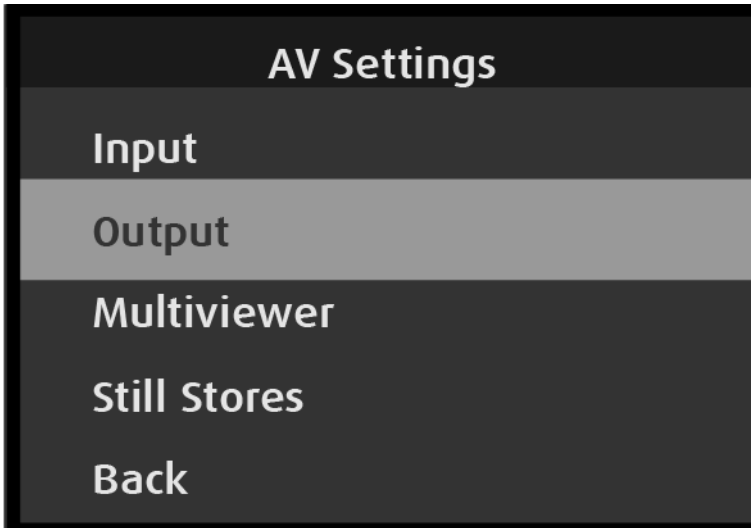 AV Settings
Input
Output
Multiviewer
Still Stores
Back